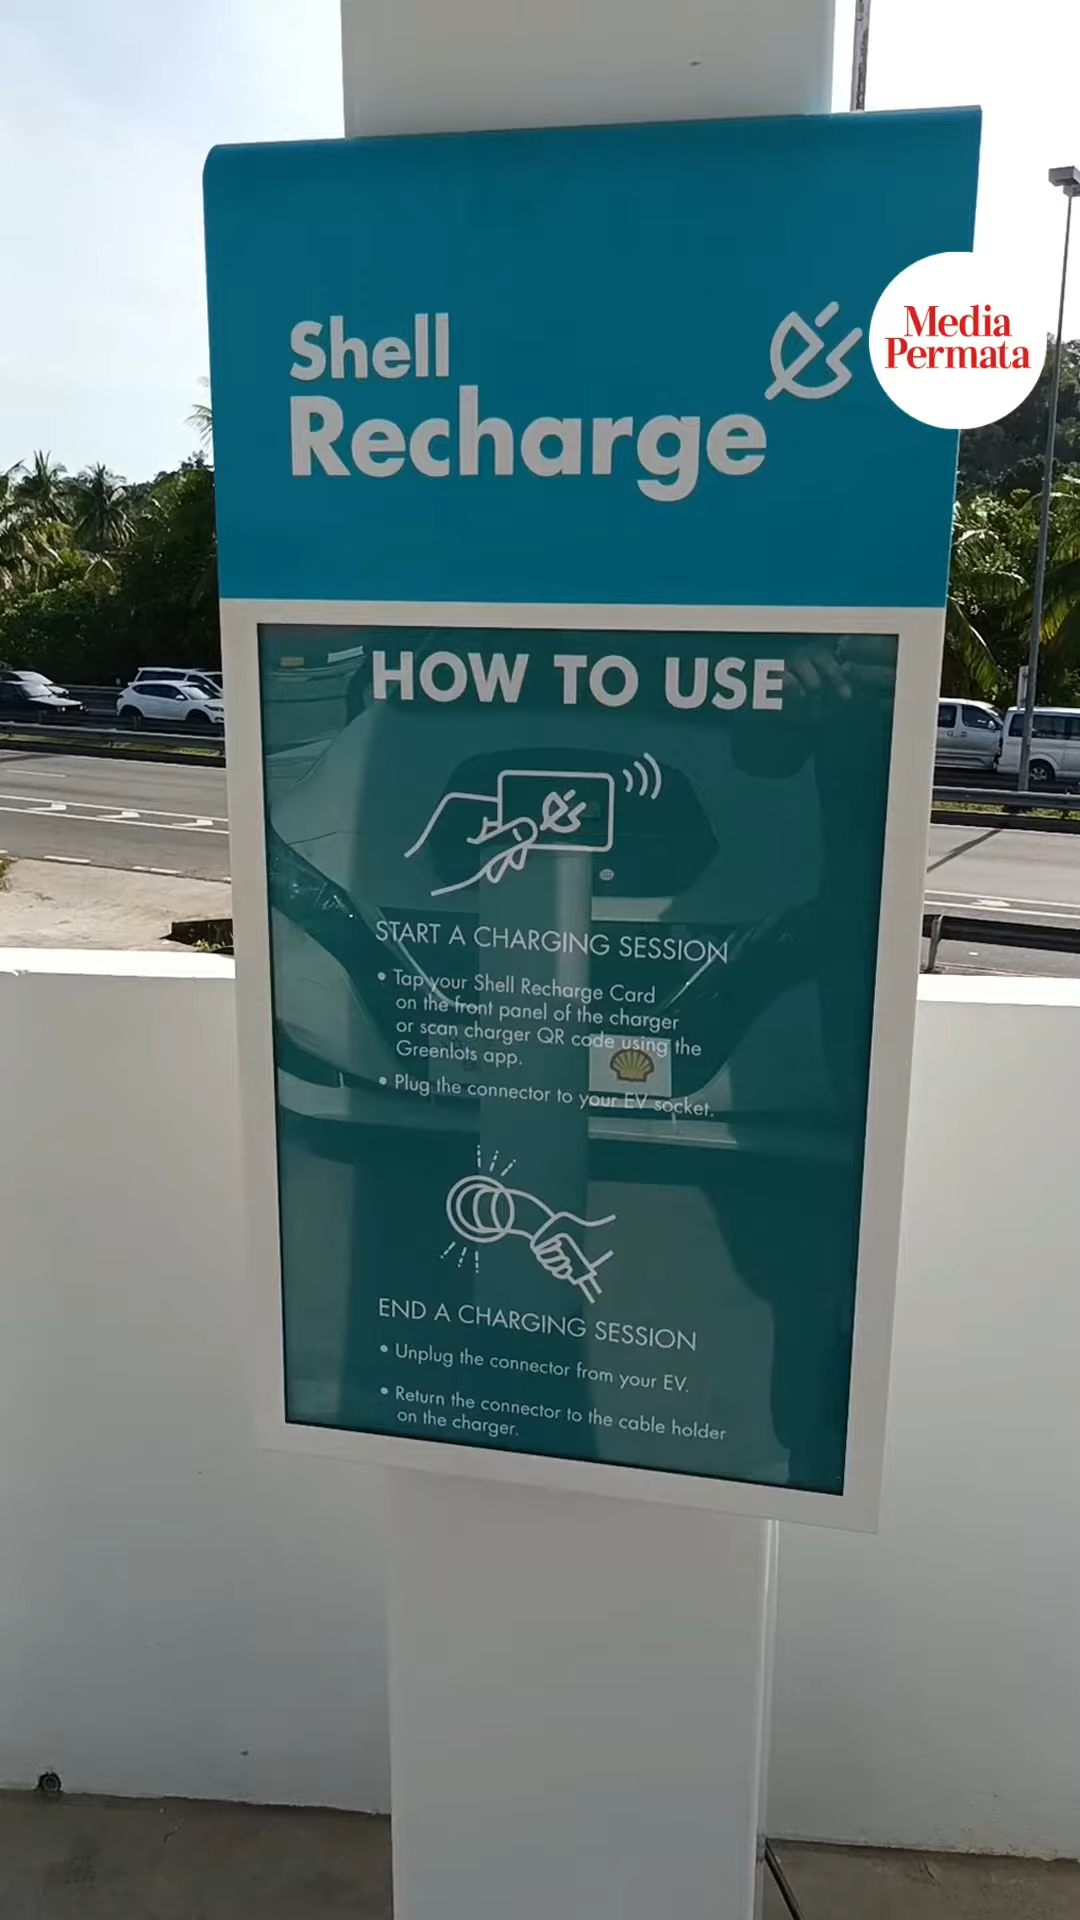 Shell
Recharge
Media
Permata
HOW TO USE
START A CHARGING SESSION
• Tap your Shell Recharge Card
on the front panel of the charger
or scan charger QR code using the
Greenlots app.
• Plug the connector to your EV socket.
END A CHARGING SESSION
• Unplug the connector from your EV.
• Return the connector to the cable holder
on the charger.